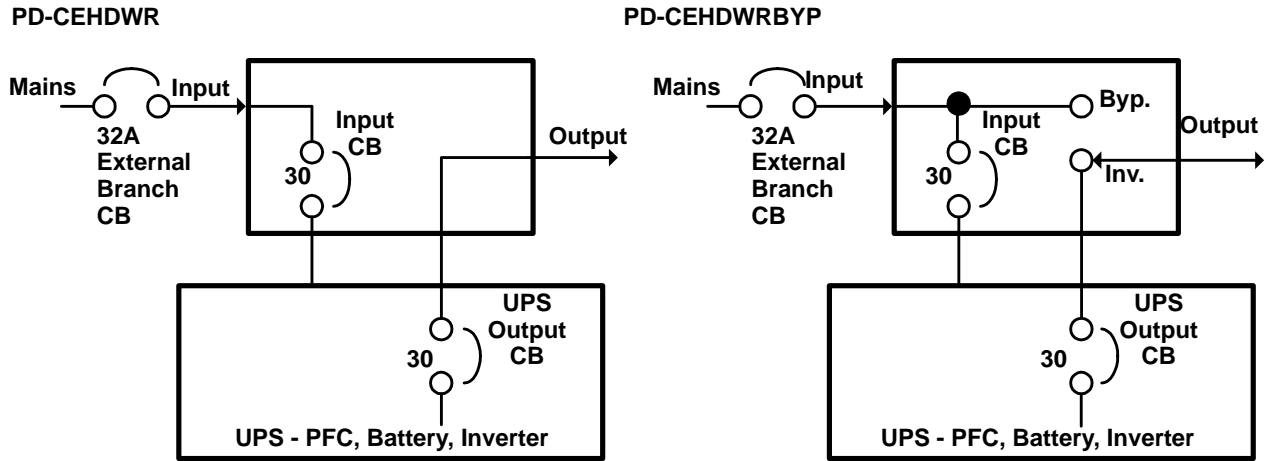 PD-CEHDWR
Mains
Input
32A
External
Branch
CB
Input
CB
30
Output
UPS
Output
CB
30
UPS - PFC, Battery, Inverter
PD-CEHDWRBYP
Mains
Input
32A
External
Branch
CB
Input
CB
30
Byp.
Inv.
Output
UPS
Output
CB
30
UPS - PFC, Battery, Inverter